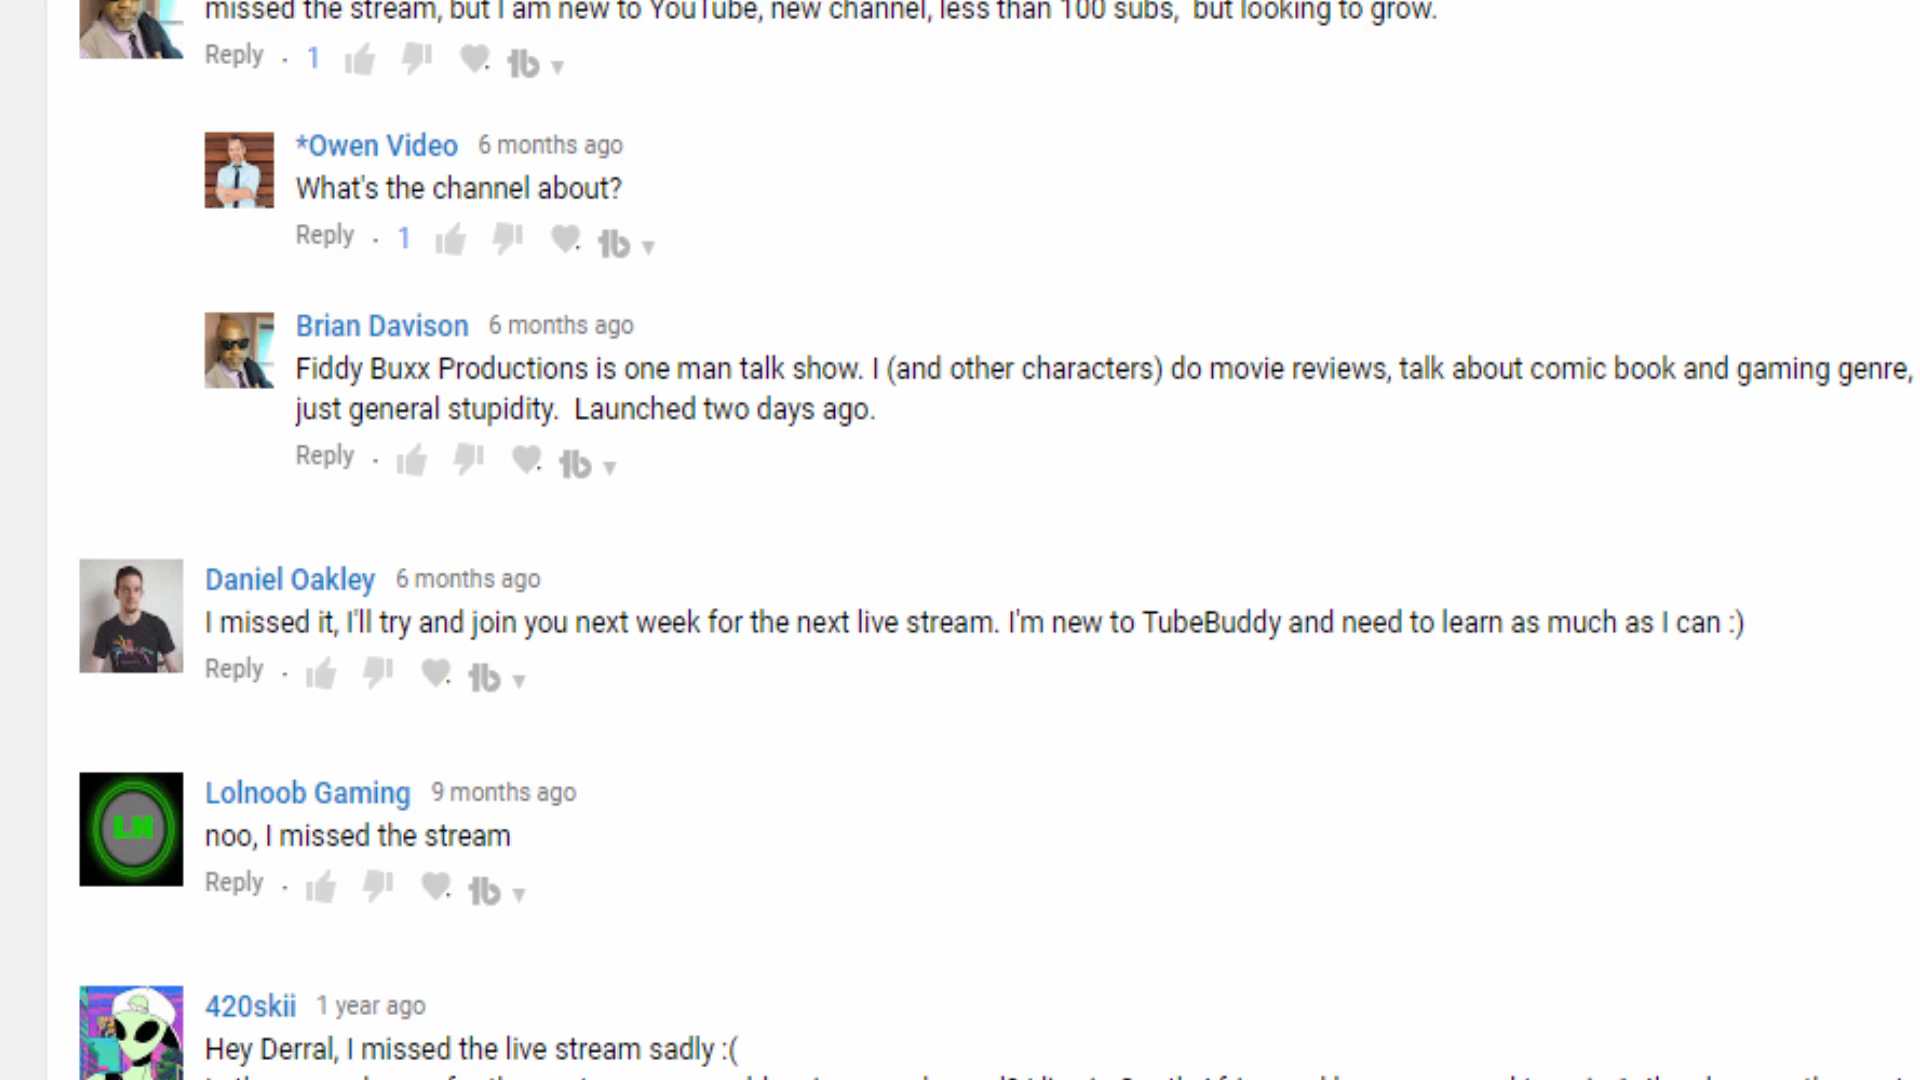 missed the stream, but I am new to YouTube, new channel, less than 100 subs,  but looking to grow.
Reply . 1
*Owen Video 6 months ago
What's the channel about?
Reply . 1
Brian Davison 6 months ago
Fiddy Buxx Productions is one man talk show. I (and other characters) do movie reviews, talk about comic book and gaming genre,
just general stupidity.  Launched two days ago.
Reply .
Daniel Oakley 6 months ago
I missed it, I'll try and join you next week for the next live stream. I'm new to TubeBuddy and need to learn as much as I can :)
Reply .
Lolnoob Gaming 9 months ago
noo, I missed the stream
Reply .
420skii 1 year ago
Hey Derral, I missed the live stream sadly :(